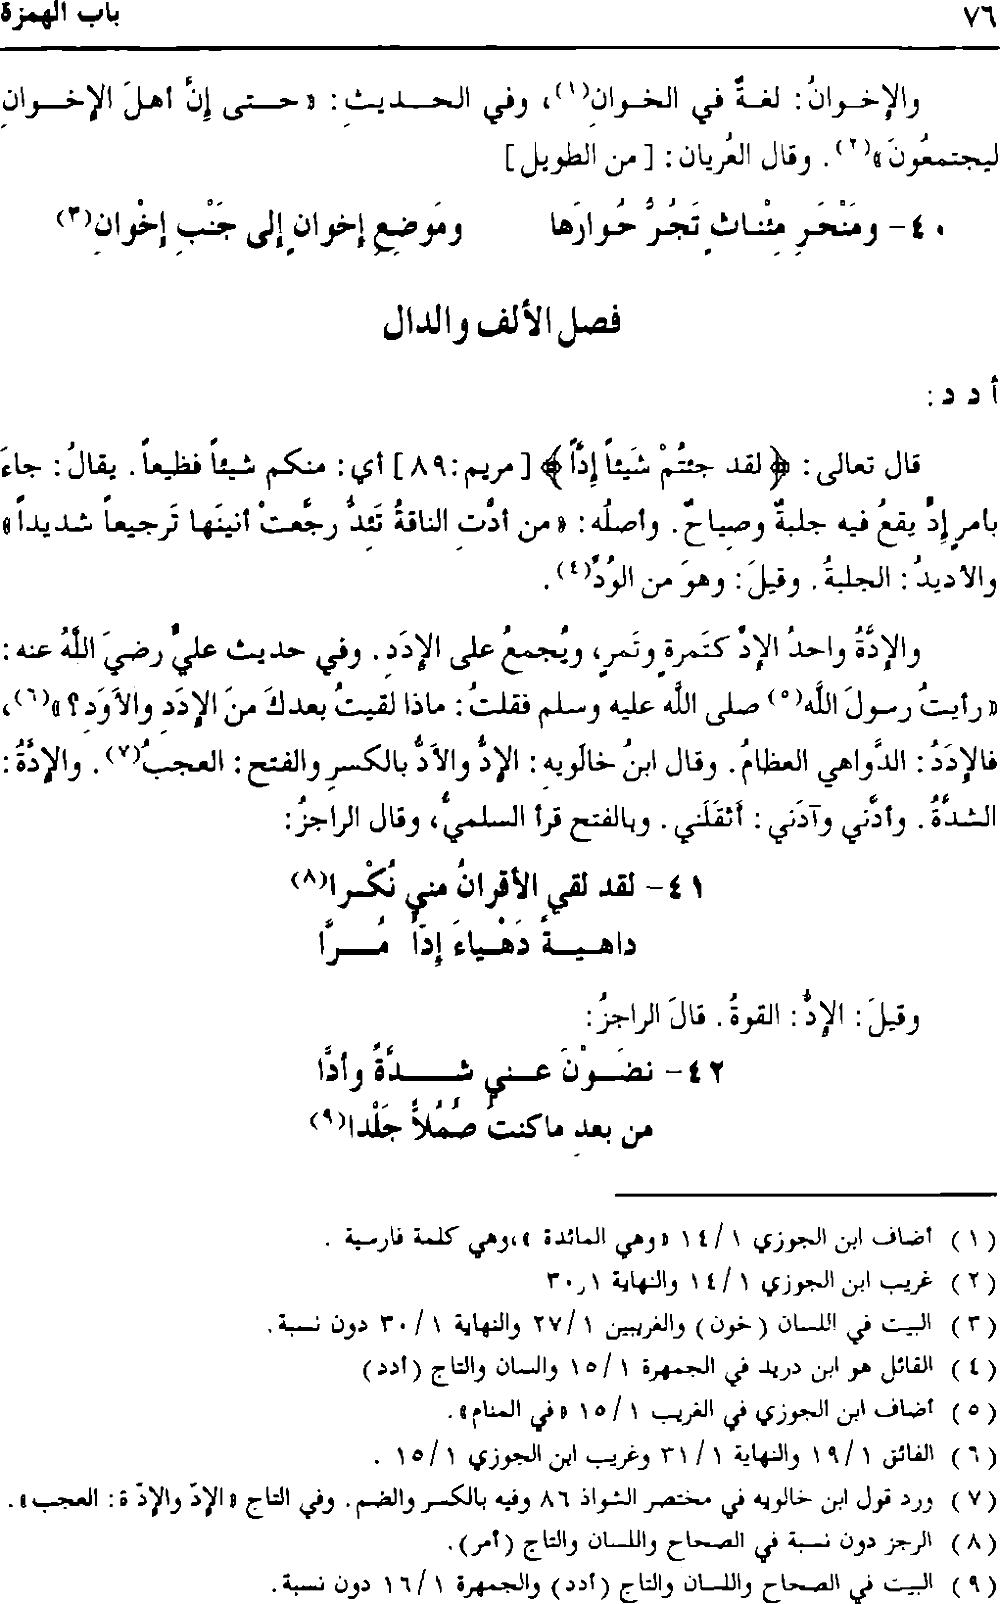 ٧٦ باب الهمزة
والإخوانُ: لغةٌ في الخوانِ(١)، وفي الحديثِ: «حتى إنَّ أهلَ الإخوانِ
ليجتمعُونَ»(٢). وقال العُريان: [من الطويل]
٤٠- ومَنْحَرِ مِئْناثٍ تَجُرُّ حُوارَها ومَوضِعِ إخوانٍ إلى جَنْبِ إخْوانِ(٣)
فصل الألف والدال
أ د د:
قال تعالى: ﴿لقد جئتُمْ شَيئاً إدّاً﴾ [مريم:٨٩] أي: منكم شيئاً فظيعاً. يقالُ: جاءَ
بأمرٍ إدٍّ يقعُ فيه جلبةٌ وصياحٌ. وأصلُه: «من أدَّتِ الناقةُ تَئِدُّ رجَّعتْ أنينَها تَرجيعاً شديداً»
والأديدُ: الجلبةُ. وقيلَ: وهوَ من الوُدِّ(٤).
والإدَّةُ واحدُ الإدِّ كتَمرةٍ وتَمرٍ، ويُجمعُ على الإدَدِ. وفي حديث عليٍّ رضيَ اللَّهُ عنه:
«رأيتُ رسولَ اللَّه(٥) صلى اللَّه عليه وسلم فقلتُ: ماذا لقيتُ بعدكَ منَ الإدَدِ والأوَدِ؟»(٦)،
فالإدَدُ: الدَّواهي العظامُ. وقال ابنُ خالَويه: الإدُّ والأدُّ بالكسرِ والفتح: العجبُ(٧). والإدَّةُ:
الشدَّةُ. وأدَّني وآدَني: أثقَلَني. وبالفتح قرأ السلميُّ، وقال الراجزُ:
٤١- لقد لقي الأقرانُ مني نُكْرا(٨)
داهيةً دَهْياءَ إدّاً مُرَّا
وقيلَ: الإدُّ: القوةُ. قالَ الراجزُ:
٤٢- نضَوْنَ عني شدَّةً وأدَّا
من بعدِ ماكنتُ صُمُلاًّ جَلْدا(٩)
(١) أضاف ابن الجوزي ١/١٤ «وهي المائدة»،وهي كلمة فارسية.
(٢) غريب ابن الجوزي ١/١٤ والنهاية ١ر٣٠
(٣) البيت في اللسان (خون) والغريبين ١/٢٧ والنهاية ١/٣٠ دون نسبة.
(٤) القائل هو ابن دريد في الجمهرة ١/١٥ والسان والتاج (أدد)
(٥) أضاف ابن الجوزي في الغريب ١/١٥ «في المنام».
(٦) الفائق ١/١٩ والنهاية ١/٣١ وغريب ابن الجوزي ١/١٥.
(٧) ورد قول ابن خالويه في مختصر الشواذ ٨٦ وفيه بالكسر والضم. وفي التاج «الإدّ والإدّ ة: العجب».
(٨) الرجز دون نسبة في الصحاح واللسان والتاج (أمر).
(٩) البيت في الصحاح واللسان والتاج (أدد) والجمهرة ١/١٦ دون نسبة.